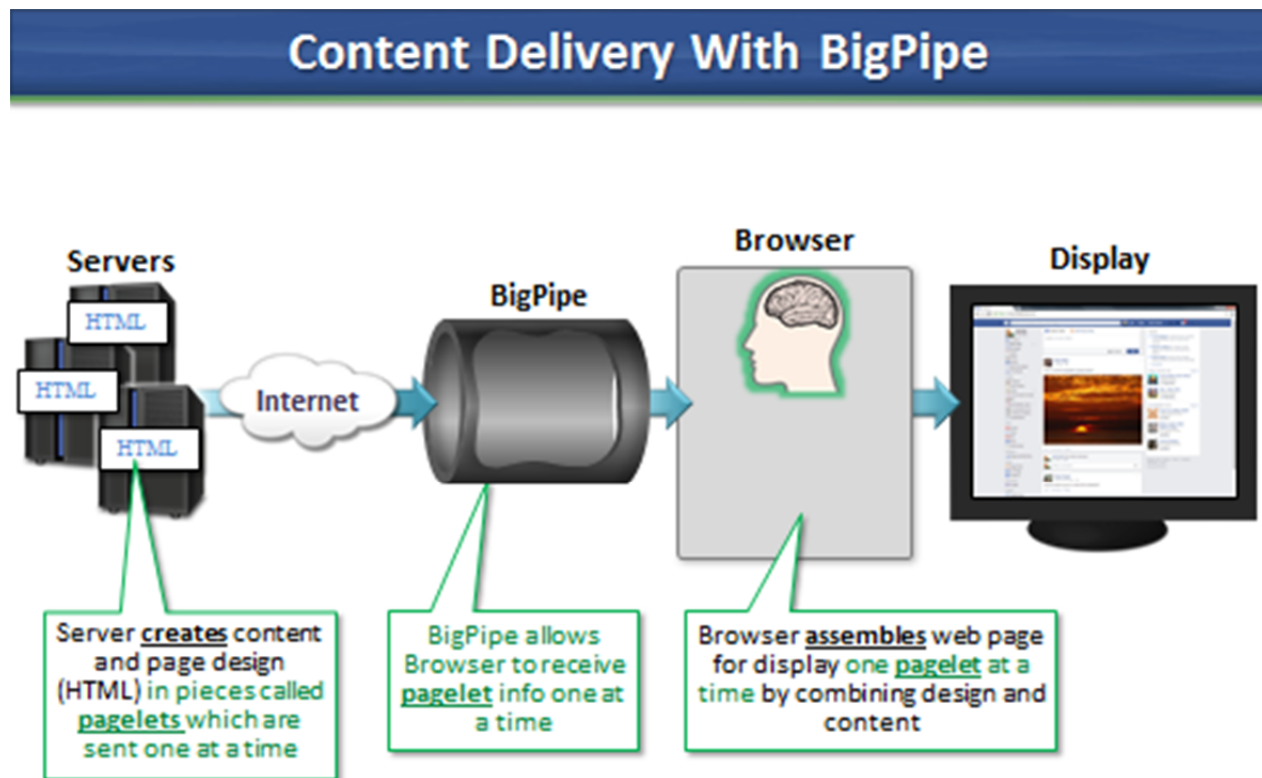 Content Delivery With BigPipe
Servers
HTML
HTML
HTML
Internet
BigPipe
Browser
Display
Server creates content
and page design
(HTML) in pieces called
pagelets which are
sent one at a time
BigPipe allows
Browser to receive
pagelet info one at
a time
Browser assembles web page
for display one pagelet at a
time by combining design and
content